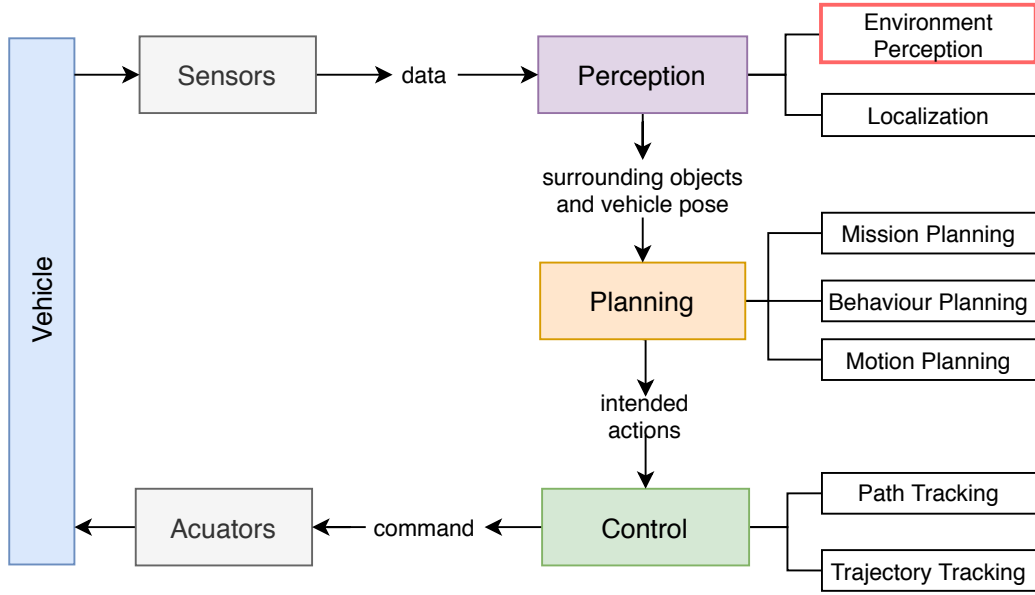 Environment
Perception
Sensors
data
Perception
Localization
surrounding objects
and vehicle pose
Mission Planning
Vehicle
Planning
Behaviour Planning
Motion Planning
intended
actions
Path Tracking
Acuators
command
Control
Trajectory Tracking